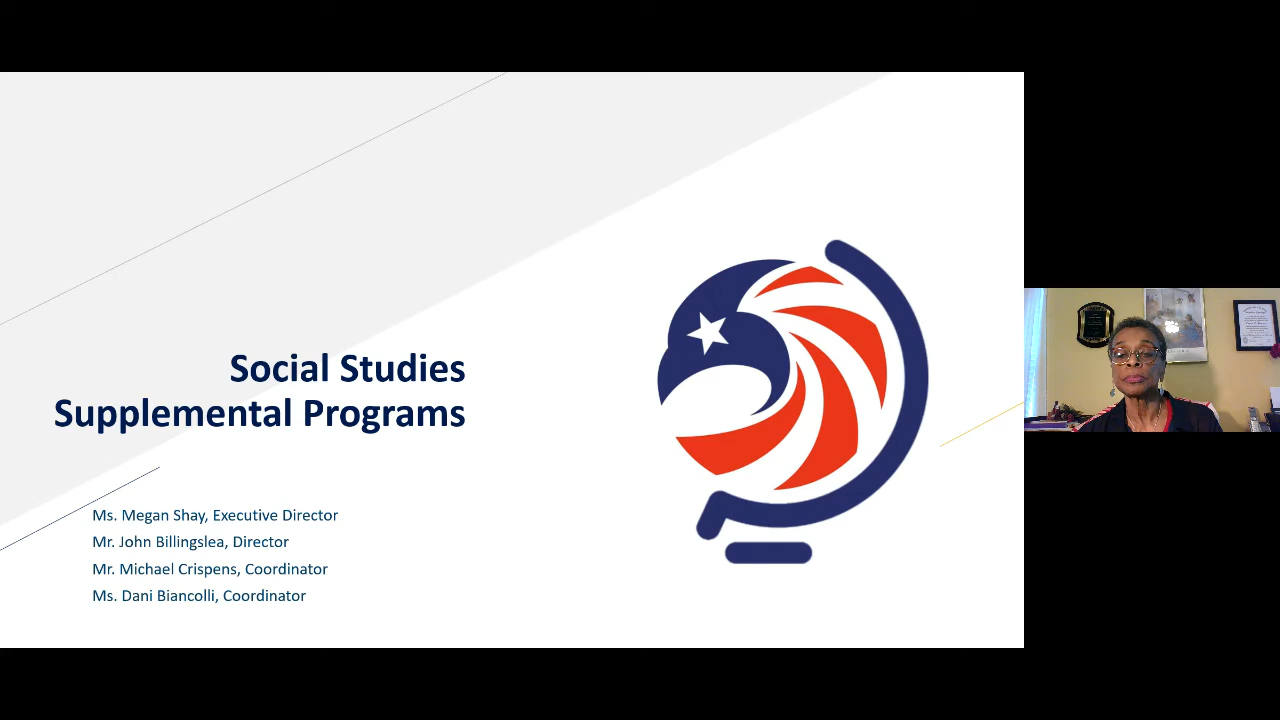 Social Studies
Supplemental Programs
Ms. Megan Shay, Executive Director
Mr. John Billingslea, Director
Mr. Michael Crispens, Coordinator
Ms. Dani Biancolli, Coordinator